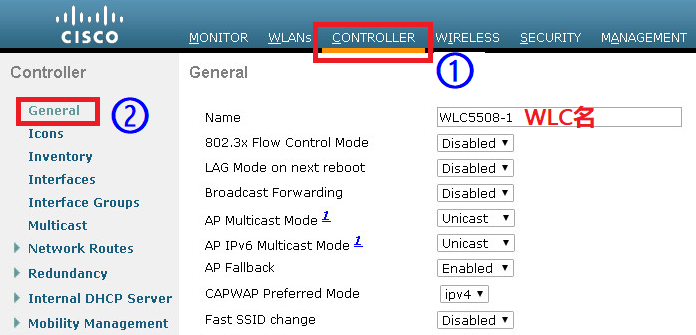 CISCO
MONITOR WLANs CONTROLLER WIRELESS SECURITY MANAGEMENT
①
Controller
General ②
Icons
Inventory
Interfaces
Interface Groups
Multicast
Network Routes
Redundancy
Internal DHCP Server
Mobility Management
General
Name WLC5508-1 WLC名
802.3x Flow Control Mode Disabled
LAG Mode on next reboot Disabled
Broadcast Forwarding Disabled
AP Multicast Mode 1 Unicast
AP IPv6 Multicast Mode 1 Unicast
AP Fallback Enabled
CAPWAP Preferred Mode ipv4
Fast SSID change Disabled